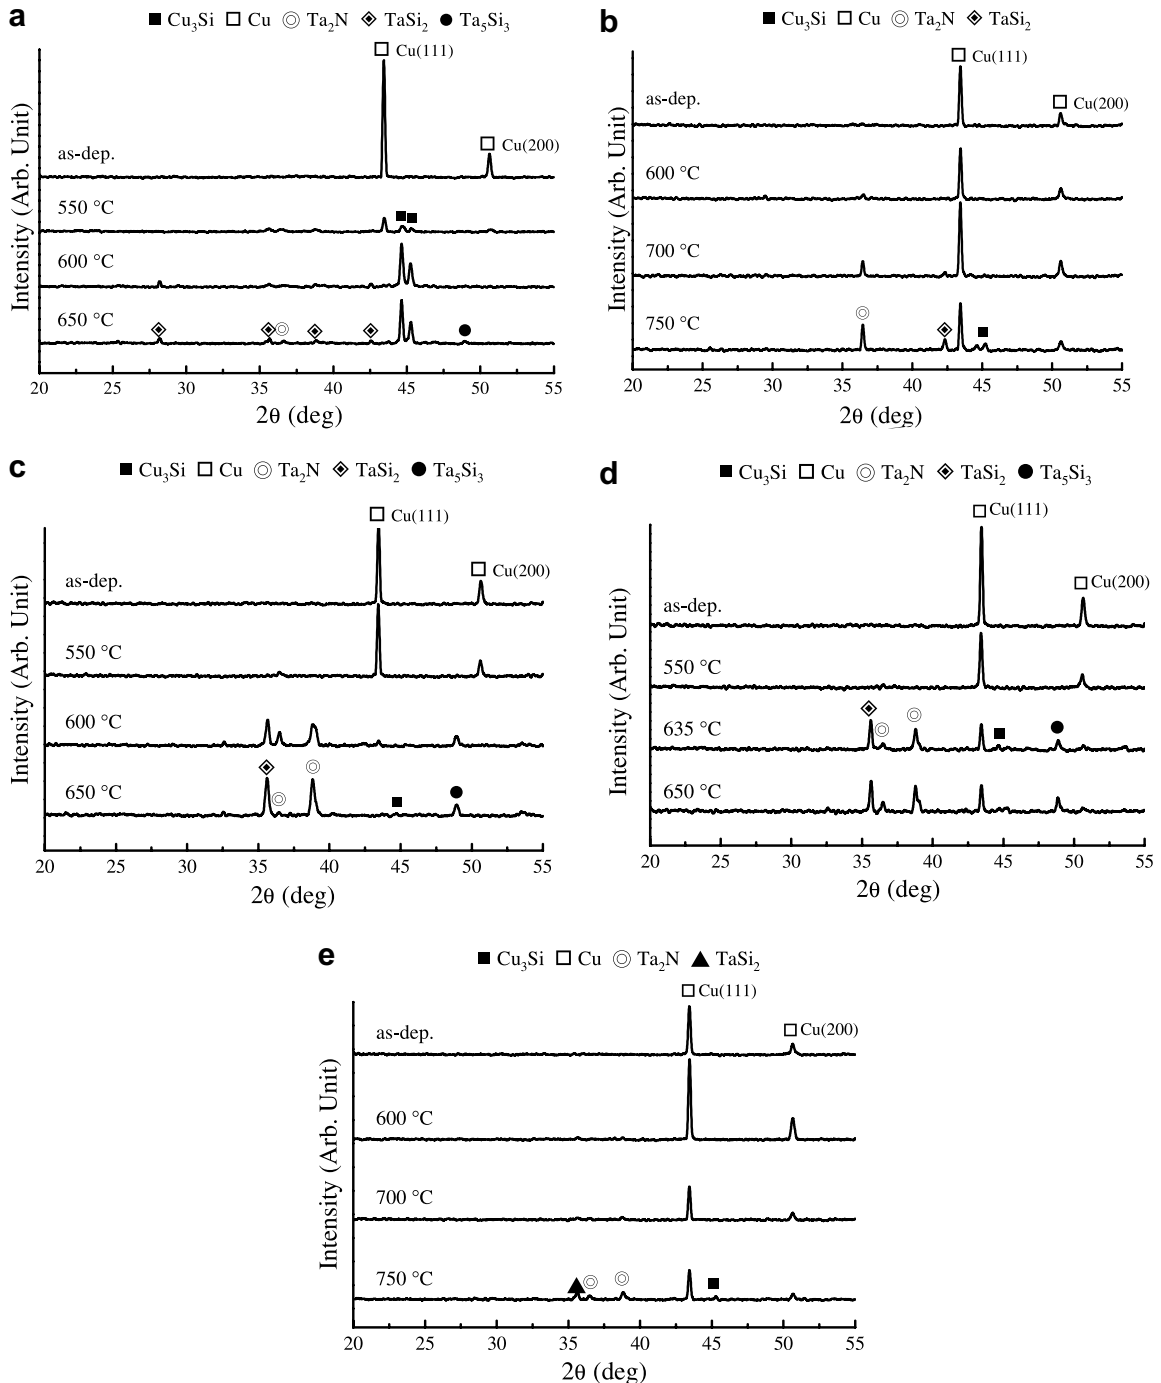 a
■ Cu₃Si □ Cu ◎ Ta₂N ◈ TaSi₂ ● Ta₅Si₃
Cu(111)
Cu(200)
as-dep.
550 °C
600 °C
650 °C
Intensity (Arb. Unit)
20 25 30 35 40 45 50 55
2θ (deg)
b
■ Cu₃Si □ Cu ◎ Ta₂N ◈ TaSi₂
Cu(111)
Cu(200)
as-dep.
600 °C
700 °C
750 °C
Intensity (Arb. Unit)
20 25 30 35 40 45 50 55
2θ (deg)
c
■ Cu₃Si □ Cu ◎ Ta₂N ◈ TaSi₂ ● Ta₅Si₃
Cu(111)
Cu(200)
as-dep.
550 °C
600 °C
650 °C
Intensity (Arb. Unit)
20 25 30 35 40 45 50 55
2θ (deg)
d
■ Cu₃Si □ Cu ◎ Ta₂N ◈ TaSi₂ ● Ta₅Si₃
Cu(111)
Cu(200)
as-dep.
550 °C
635 °C
650 °C
Intensity (Arb. Unit)
20 25 30 35 40 45 50 55
2θ (deg)
e
■ Cu₃Si □ Cu ◎ Ta₂N ▲ TaSi₂
Cu(111)
Cu(200)
as-dep.
600 °C
700 °C
750 °C
Intensity (Arb. Unit)
20 25 30 35 40 45 50 55
2θ (deg)